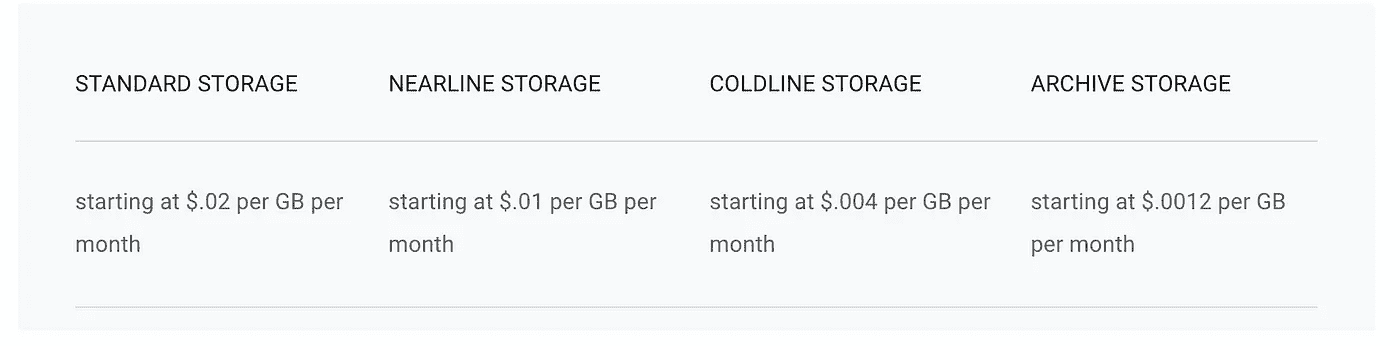 STANDARD STORAGE
NEARLINE STORAGE
COLDLINE STORAGE
ARCHIVE STORAGE
starting at $.02 per GB per
month
starting at $.01 per GB per
month
starting at $.004 per GB per
month
starting at $.0012 per GB
per month